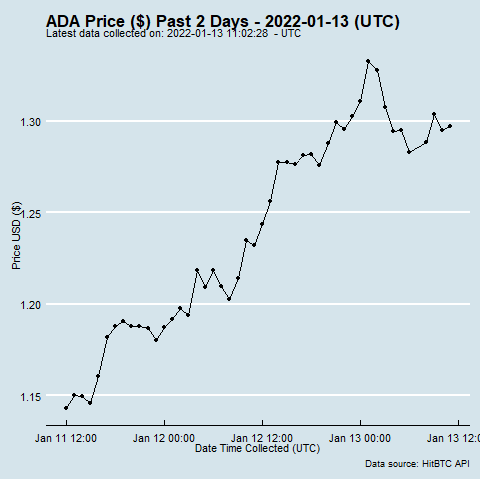 ADA Price ($) Past 2 Days - 2022-01-13 (UTC)
Latest data collected on: 2022-01-13 11:02:28 - UTC
Price USD ($)
1.30
1.25
1.20
1.15
Jan 11 12:00 Jan 12 00:00 Jan 12 12:00 Jan 13 00:00 Jan 13 12:0
Date Time Collected (UTC)
Data source: HitBTC API